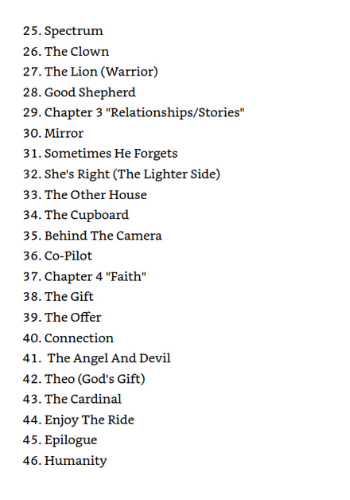 25. Spectrum
26. The Clown
27. The Lion (Warrior)
28. Good Shepherd
29. Chapter 3 "Relationships/Stories"
30. Mirror
31. Sometimes He Forgets
32. She's Right (The Lighter Side)
33. The Other House
34. The Cupboard
35. Behind The Camera
36. Co-Pilot
37. Chapter 4 "Faith"
38. The Gift
39. The Offer
40. Connection
41. The Angel And Devil
42. Theo (God's Gift)
43. The Cardinal
44. Enjoy The Ride
45. Epilogue
46. Humanity